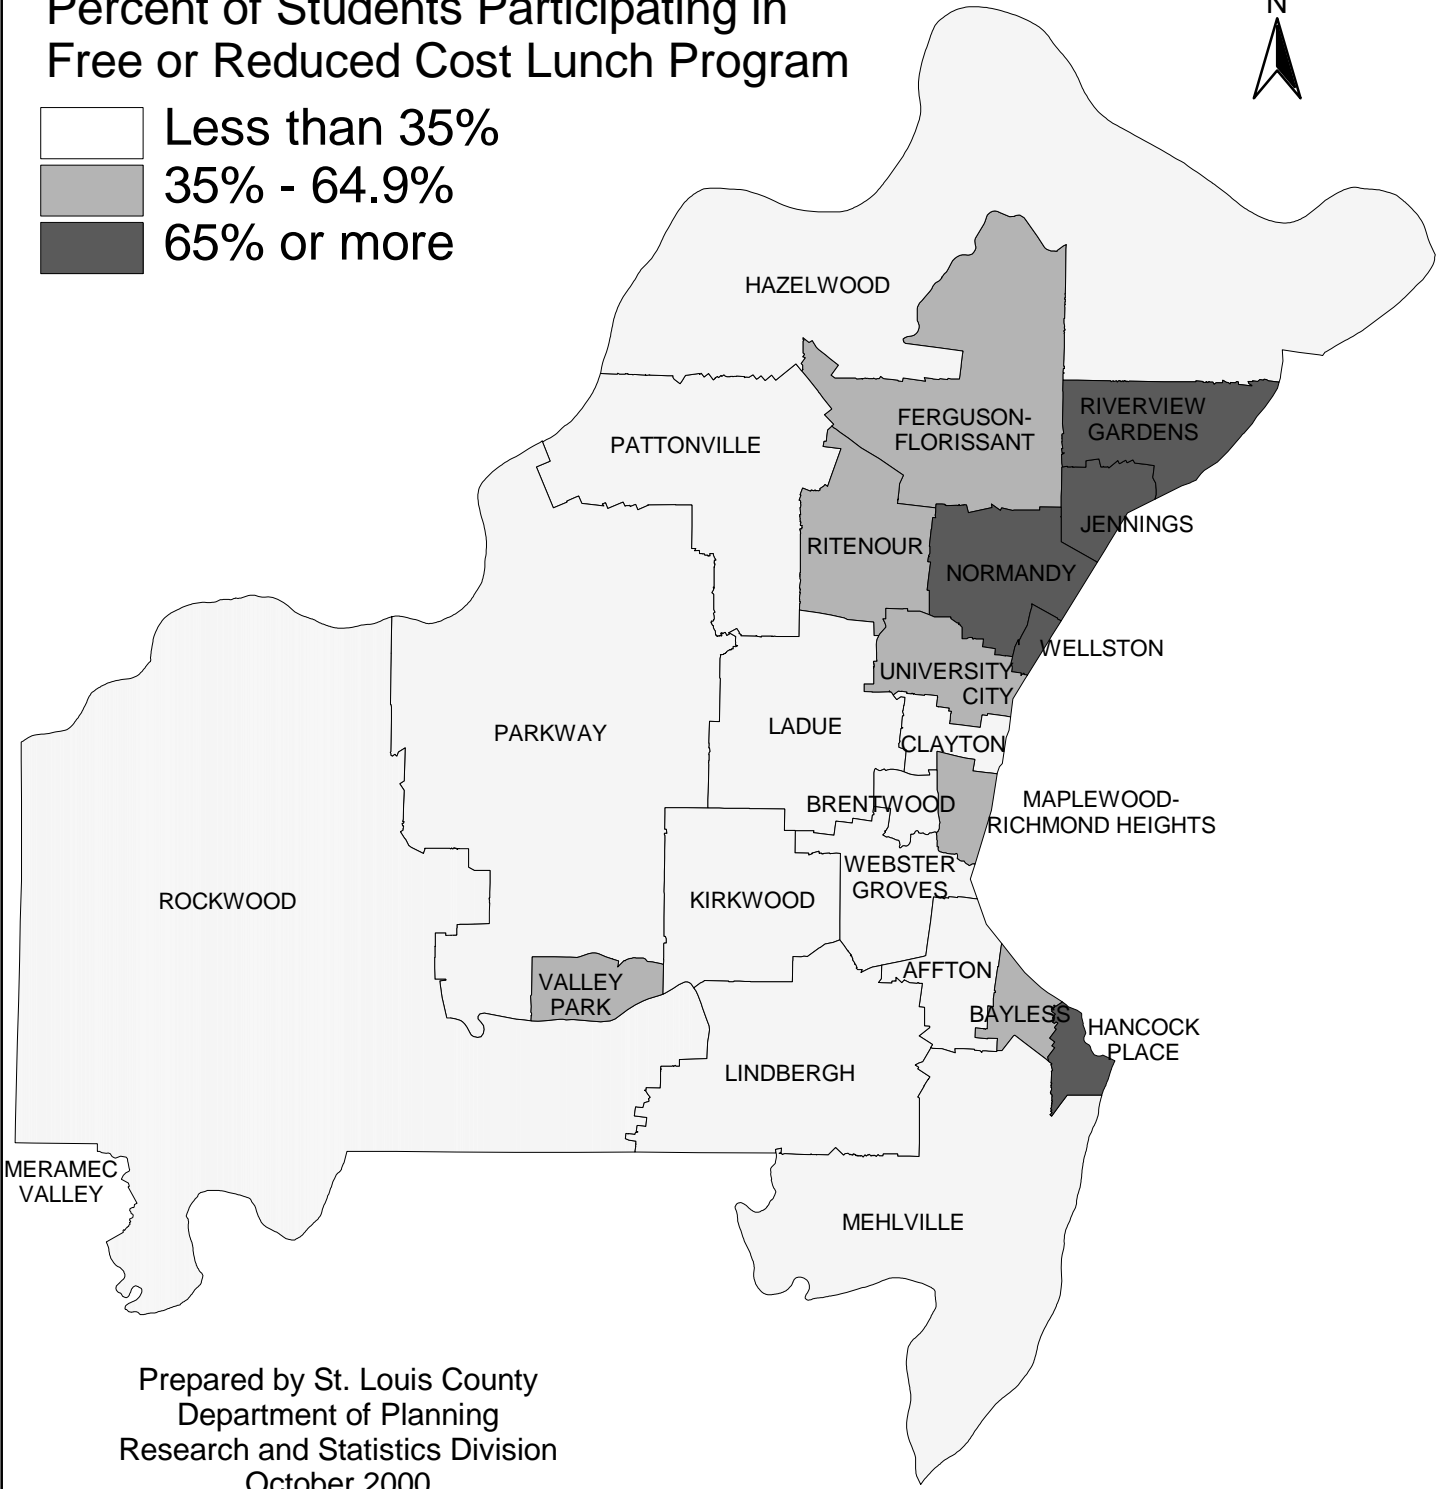 Percent of Students Participating in
Free or Reduced Cost Lunch Program
N
Less than 35%
35% - 64.9%
65% or more
HAZELWOOD
FERGUSON-
FLORISSANT
RIVERVIEW
GARDENS
PATTONVILLE
JENNINGS
RITENOUR
NORMANDY
WELLSTON
UNIVERSITY
CITY
LADUE
PARKWAY
CLAYTON
BRENTWOOD
MAPLEWOOD-
RICHMOND HEIGHTS
WEBSTER
GROVES
KIRKWOOD
ROCKWOOD
AFFTON
VALLEY
PARK
BAYLESS
HANCOCK
PLACE
LINDBERGH
MERAMEC
VALLEY
MEHLVILLE
Prepared by St. Louis County
Department of Planning
Research and Statistics Division
October 2000